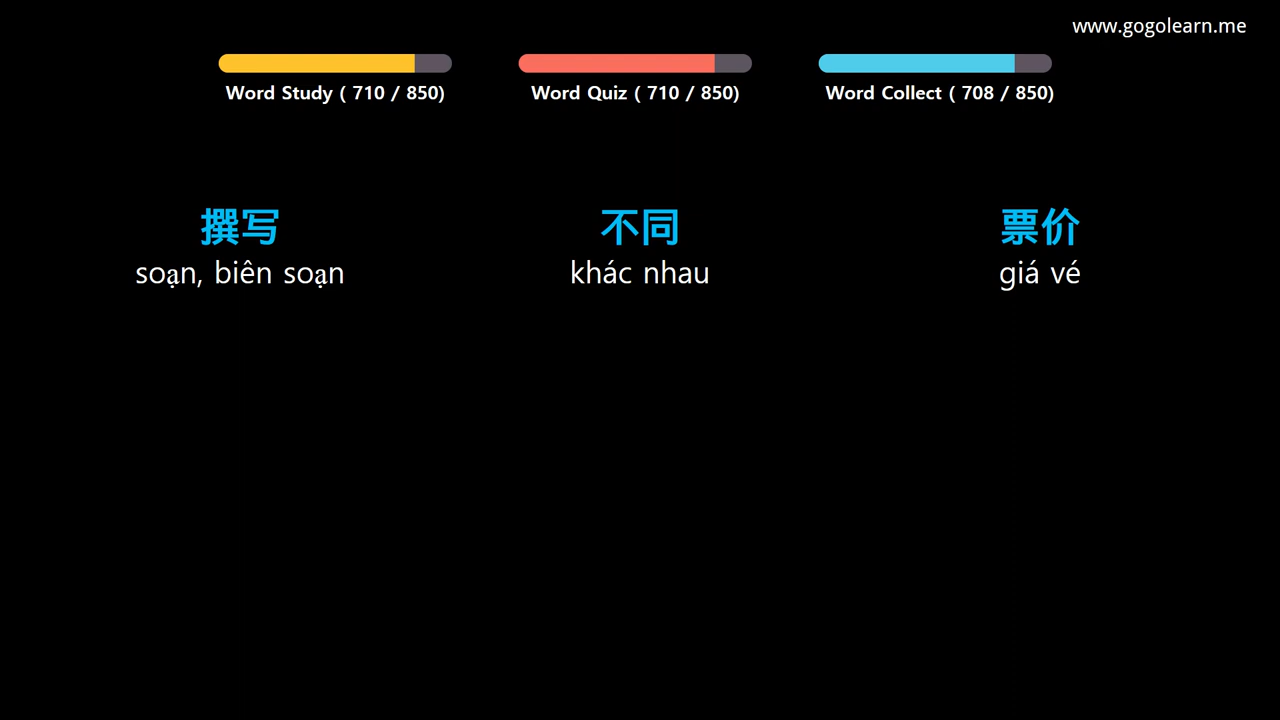 www.gogolearn.me
Word Study ( 710 / 850)
Word Quiz ( 710 / 850)
Word Collect ( 708 / 850)
撰写
不同
票价
soạn, biên soạn
khác nhau
giá vé